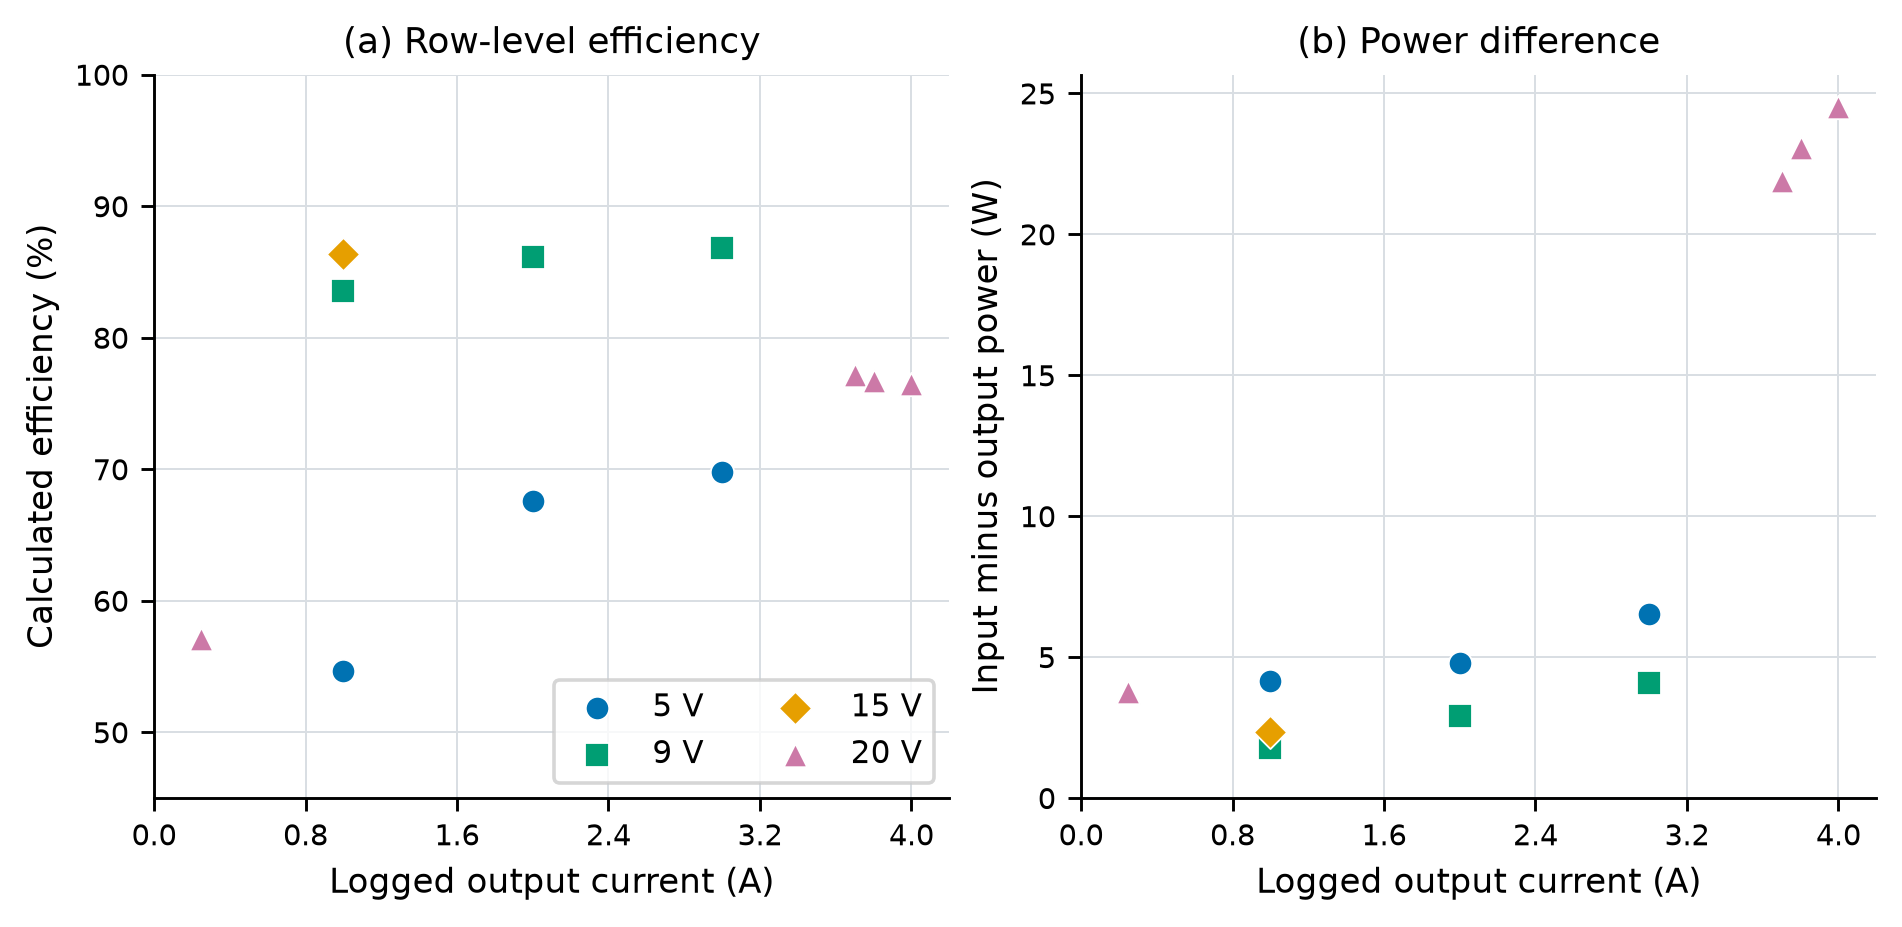 (a) Row-level efficiency
Calculated efficiency (%)
100
90
80
70
60
50
0.0 0.8 1.6 2.4 3.2 4.0
Logged output current (A)
5 V
9 V
15 V
20 V
(b) Power difference
Input minus output power (W)
25
20
15
10
5
0
0.0 0.8 1.6 2.4 3.2 4.0
Logged output current (A)